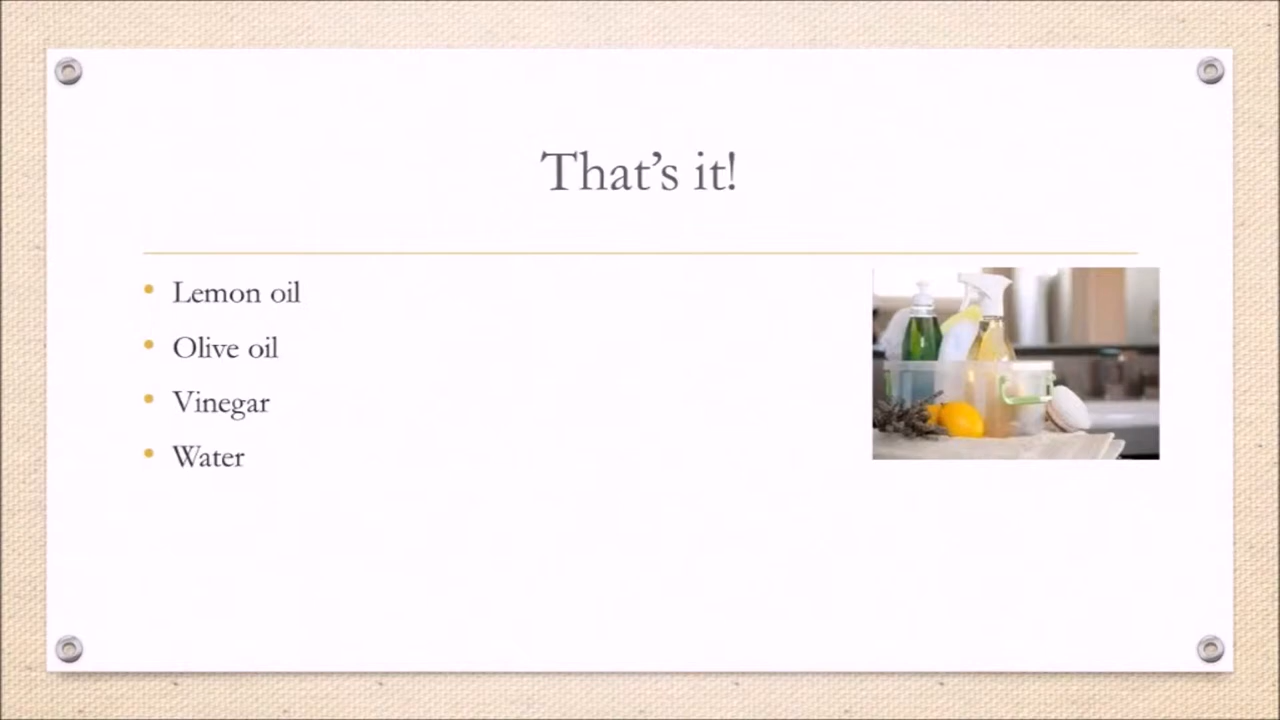 That’s it!
• Lemon oil
• Olive oil
• Vinegar
• Water